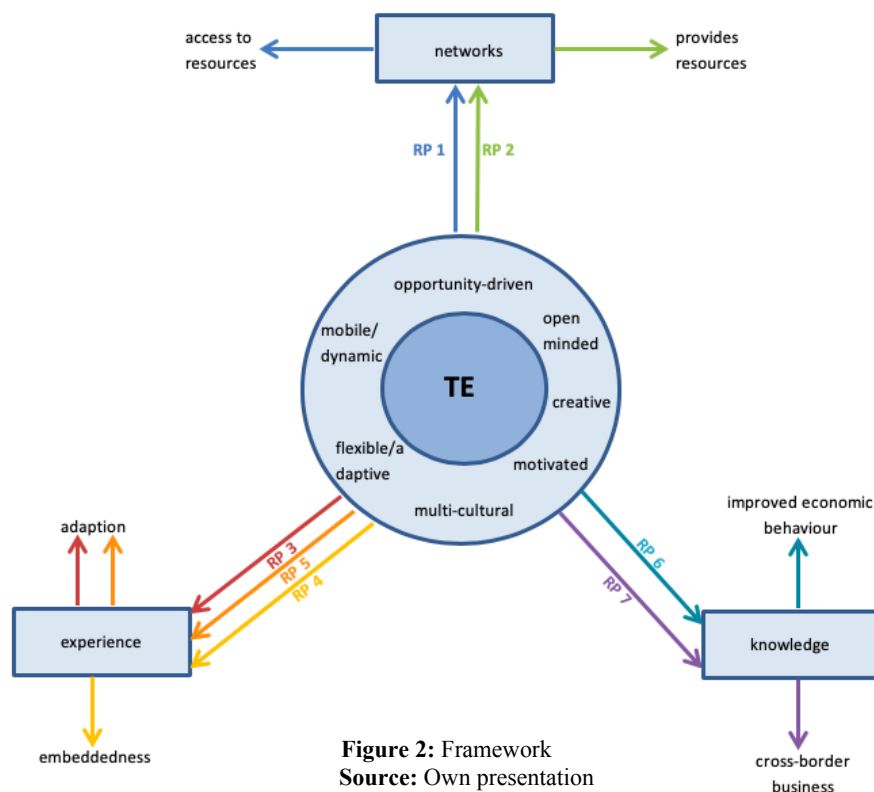 access to
resources
networks
provides
resources
RP 1
RP 2
opportunity-driven
mobile/
dynamic
open
minded
TE
creative
flexible/a
daptive
motivated
multi-cultural
adaption
improved economic
behaviour
RP 3
RP 5
RP 4
RP 6
RP 7
experience
knowledge
embeddedness
cross-border
business
Figure 2: Framework
Source: Own presentation